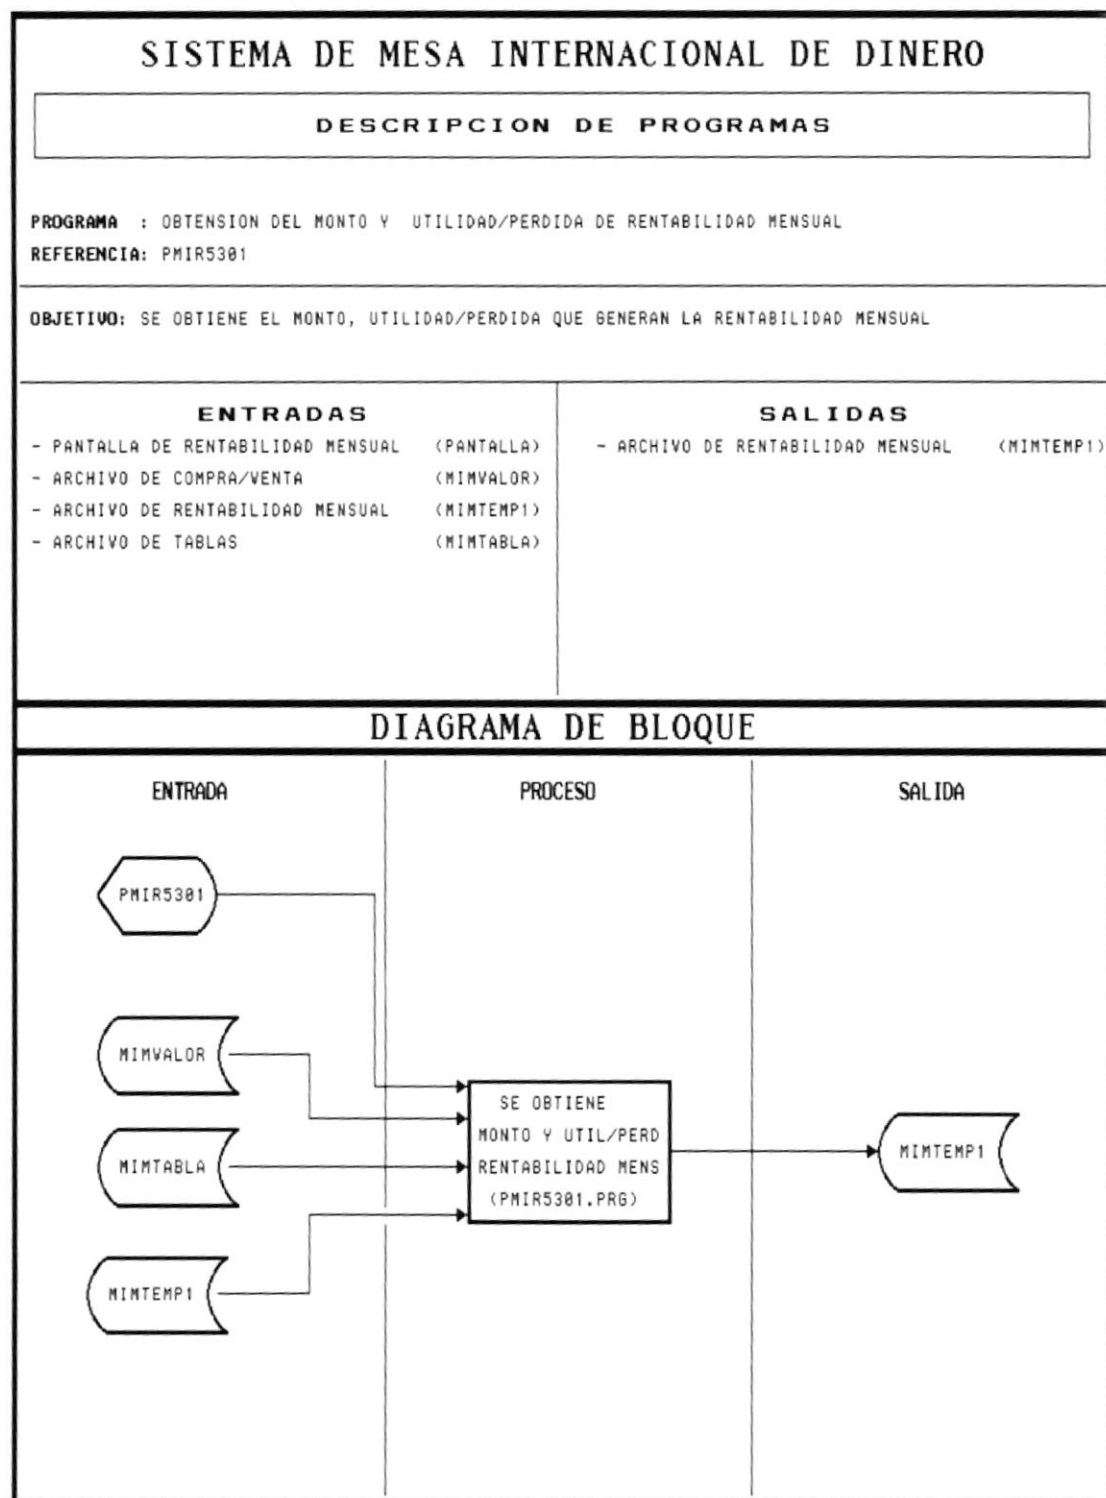 SISTEMA DE MESA INTERNACIONAL DE DINERO
DESCRIPCION DE PROGRAMAS
PROGRAMA : OBTENSION DEL MONTO Y UTILIDAD/PERDIDA DE RENTABILIDAD MENSUAL
REFERENCIA: PMIR5301
OBJETIVO: SE OBTIENE EL MONTO, UTILIDAD/PERDIDA QUE GENERAN LA RENTABILIDAD MENSUAL
ENTRADAS
- PANTALLA DE RENTABILIDAD MENSUAL (PANTALLA)
- ARCHIVO DE COMPRA/VENTA (MIMVALOR)
- ARCHIVO DE RENTABILIDAD MENSUAL (MIMTEMP1)
- ARCHIVO DE TABLAS (MIMTABLA)
SALIDAS
- ARCHIVO DE RENTABILIDAD MENSUAL (MIMTEMP1)
DIAGRAMA DE BLOQUE
ENTRADA
PROCESO
SALIDA
PMIR5301
MIMVALOR
MIMTABLA
MIMTEMP1
SE OBTIENE
MONTO Y UTIL/PERD
RENTABILIDAD MENS
(PMIR5301.PRG)
MIMTEMP1